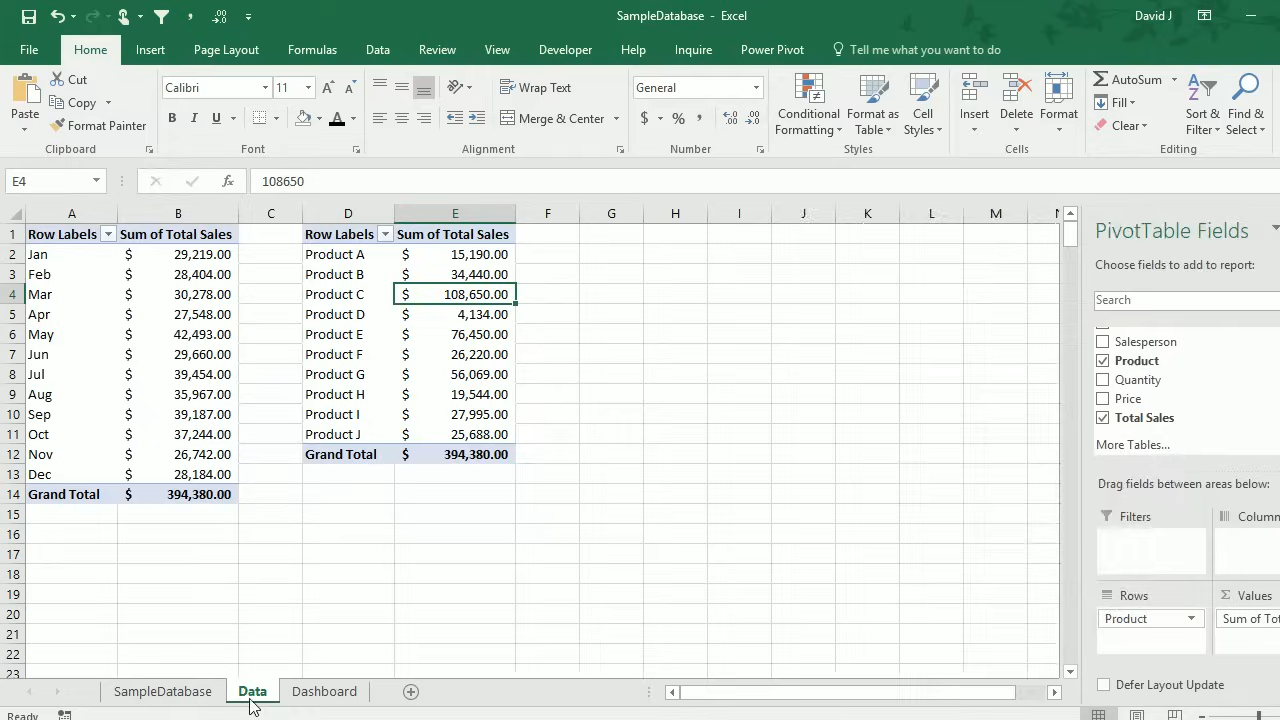 SampleDatabase - Excel
David J
File Home Insert Page Layout Formulas Data Review View Developer Help Inquire Power Pivot Tell me what you want to do
Paste
Cut
Copy
Format Painter
Clipboard
Calibri 11
B I U
Font
Wrap Text
Merge & Center
Alignment
General
$ % ,
Number
Conditional Formatting
Format as Table
Cell Styles
Styles
Insert Delete Format
Cells
AutoSum
Fill
Clear
Sort & Filter
Find & Select
Editing
E4 fx 108650
A B C D E F G H I J K L M
1 Row Labels Sum of Total Sales Row Labels Sum of Total Sales
2 Jan $ 29,219.00 Product A $ 15,190.00
3 Feb $ 28,404.00 Product B $ 34,440.00
4 Mar $ 30,278.00 Product C $ 108,650.00
5 Apr $ 27,548.00 Product D $ 4,134.00
6 May $ 42,493.00 Product E $ 76,450.00
7 Jun $ 29,660.00 Product F $ 26,220.00
8 Jul $ 39,454.00 Product G $ 56,069.00
9 Aug $ 35,967.00 Product H $ 19,544.00
10 Sep $ 39,187.00 Product I $ 27,995.00
11 Oct $ 37,244.00 Product J $ 25,688.00
12 Nov $ 26,742.00 Grand Total $ 394,380.00
13 Dec $ 28,184.00
14 Grand Total $ 394,380.00
15
16
17
18
19
20
21
22
23
PivotTable Fields
Choose fields to add to report:
Search
Salesperson
Product
Quantity
Price
Total Sales
More Tables...
Drag fields between areas below:
Filters Column
Rows Σ Values
Product Sum of Tot
Defer Layout Update
SampleDatabase Data Dashboard
Ready